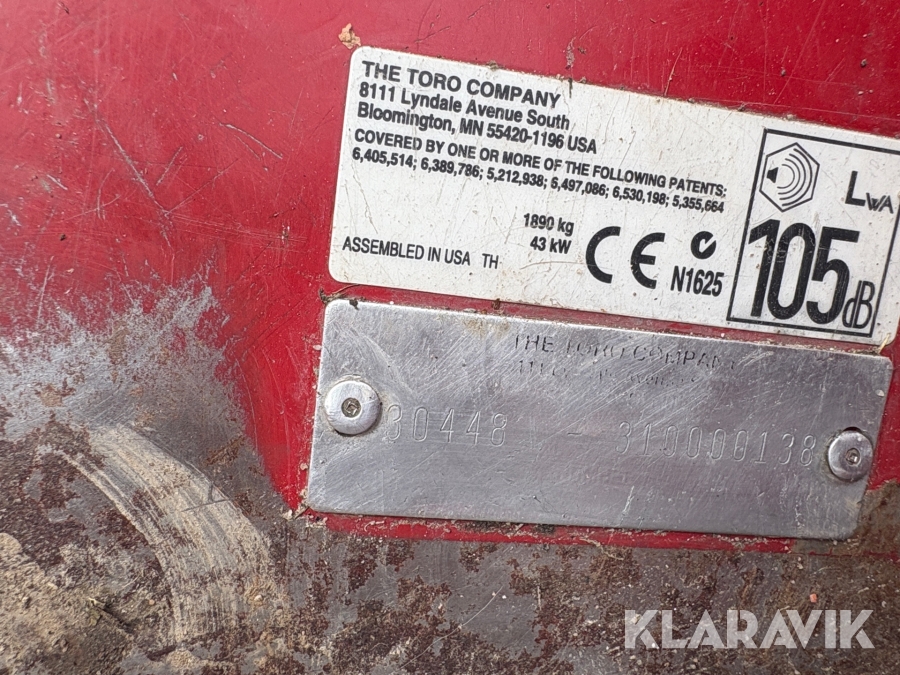 THE TORO COMPANY
8111 Lyndale Avenue South
Bloomington, MN 55420-1196 USA
COVERED BY ONE OR MORE OF THE FOLLOWING PATENTS:
6,405,514; 6,389,786; 5,212,938; 6,497,086; 6,530,198; 5,355,664
1890 kg
43 kW
ASSEMBLED IN USA TH
CE
N1625
LWA
105dB
THE TORO COMPANY
30448 - 310000138
KLARAVIK